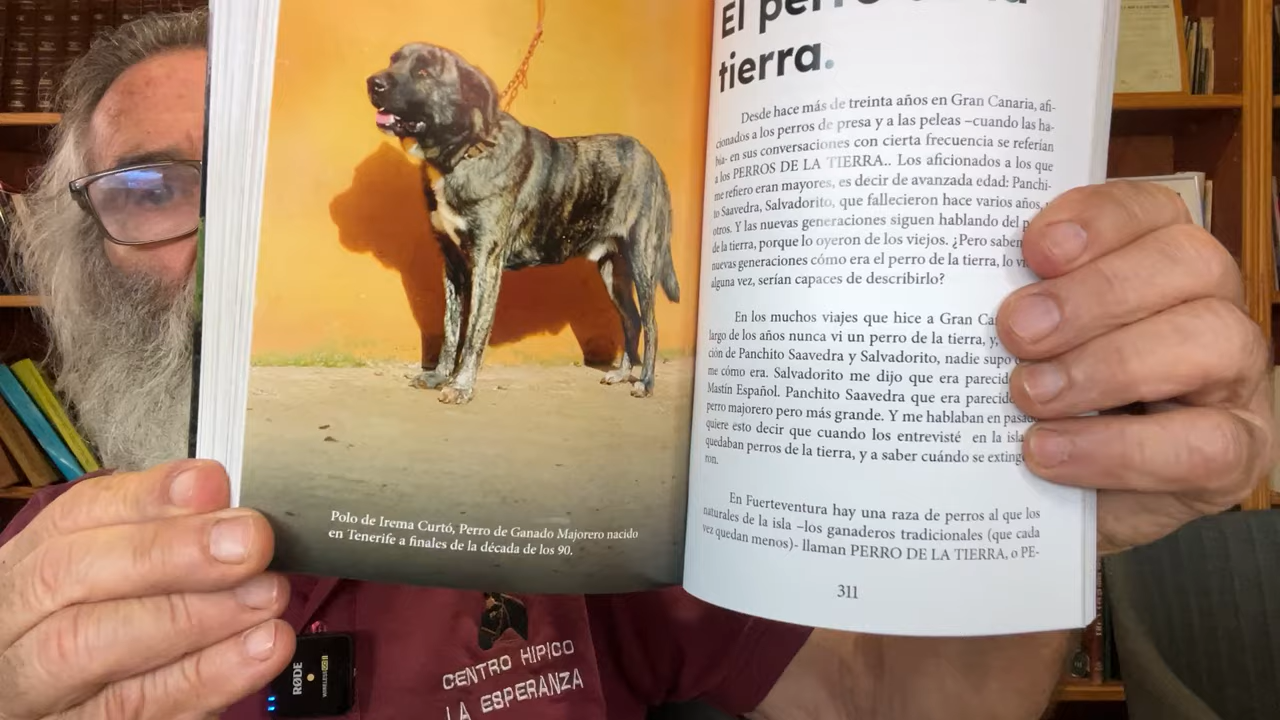 Polo de Irema Curtó, Perro de Ganado Majorero nacido
en Tenerife a finales de la década de los 90.
El
tierra.
Desde hace más de treinta años en Gran Canaria, afi-
cionados a los perros de presa y a las peleas –cuando las ha-
bia- en sus conversaciones con cierta frecuencia se referían
a los PERROS DE LA TIERRA.. Los aficionados a los que
me refiero eran mayores, es decir de avanzada edad: Panchi-
to Saavedra, Salvadorito, que fallecieron hace varios años, y
otros. Y las nuevas generaciones siguen hablando del
de la tierra, porque lo oyeron de los viejos. ¿Pero saben
nuevas generaciones cómo era el perro de la tierra, lo
alguna vez, serían capaces de describirlo?
En los muchos viajes que hice a Gran
largo de los años nunca vi un perro de la tierra, y,
ción de Panchito Saavedra y Salvadorito, nadie supo
me cómo era. Salvadorito me dijo que era
Mastín Español. Panchito Saavedra que era
perro majorero pero más grande. Y me hablaban en
quiere esto decir que cuando los entrevisté en la isla
quedaban perros de la tierra, y a saber cuándo se
ron.
En Fuerteventura hay una raza de perros al que los
naturales de la isla –los ganaderos tradicionales (que cada
vez quedan menos)- llaman PERRO DE LA TIERRA, o PE-
311
CENTRO HIPICO
LA ESPERANZA
RØDE